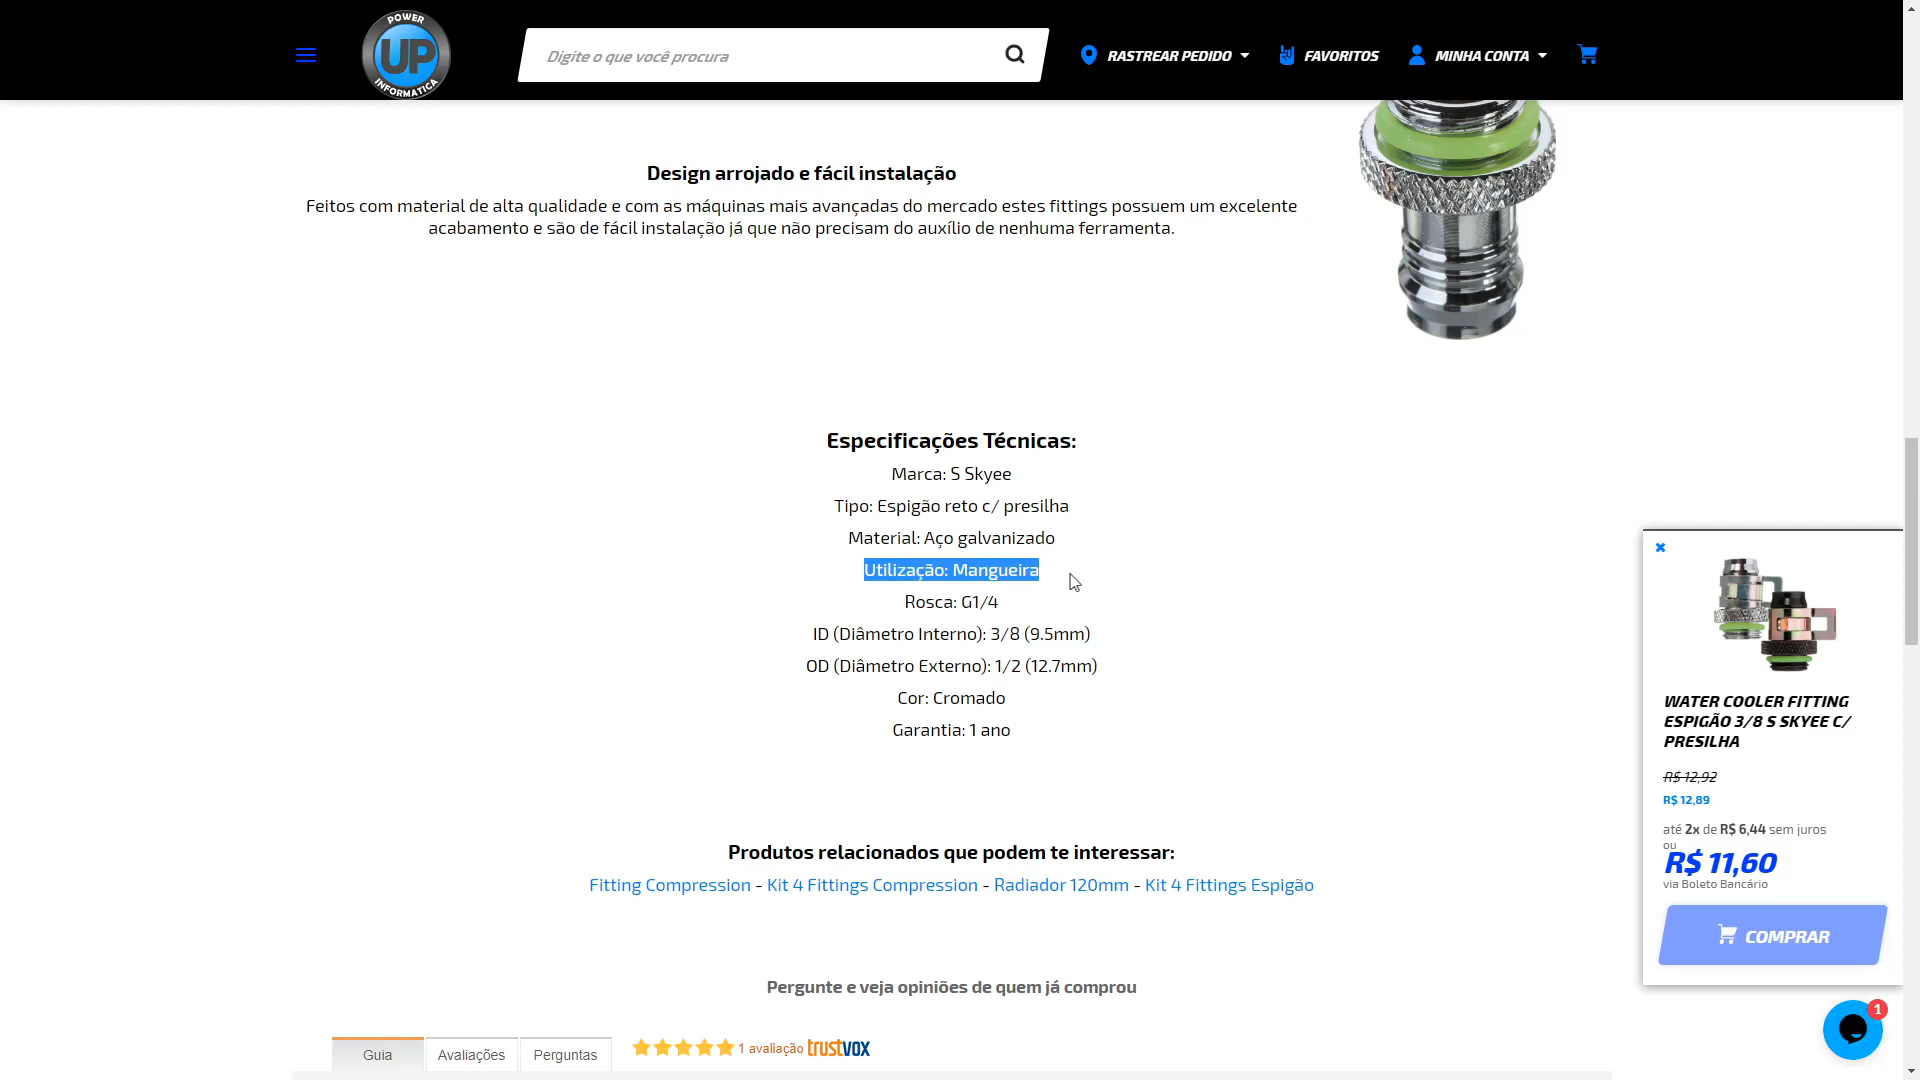 POWER
UP
INFORMÁTICA
Digite o que você procura
RASTREAR PEDIDO
FAVORITOS
MINHA CONTA
Design arrojado e fácil instalação
Feitos com material de alta qualidade e com as máquinas mais avançadas do mercado estes fittings possuem um excelente
acabamento e são de fácil instalação já que não precisam do auxílio de nenhuma ferramenta.
Especificações Técnicas:
Marca: S Skyee
Tipo: Espigão reto c/ presilha
Material: Aço galvanizado
Utilização: Mangueira
Rosca: G1/4
ID (Diâmetro Interno): 3/8 (9.5mm)
OD (Diâmetro Externo): 1/2 (12.7mm)
Cor: Cromado
Garantia: 1 ano
Produtos relacionados que podem te interessar:
Fitting Compression - Kit 4 Fittings Compression - Radiador 120mm - Kit 4 Fittings Espigão
Pergunte e veja opiniões de quem já comprou
Guia
Avaliações
Perguntas
1 avaliação trustvox
WATER COOLER FITTING
ESPIGÃO 3/8 S SKYEE C/
PRESILHA
R$ 12,92
R$ 12,89
até 2x de R$ 6,44 sem juros
ou
R$ 11,60
via Boleto Bancário
COMPRAR
1